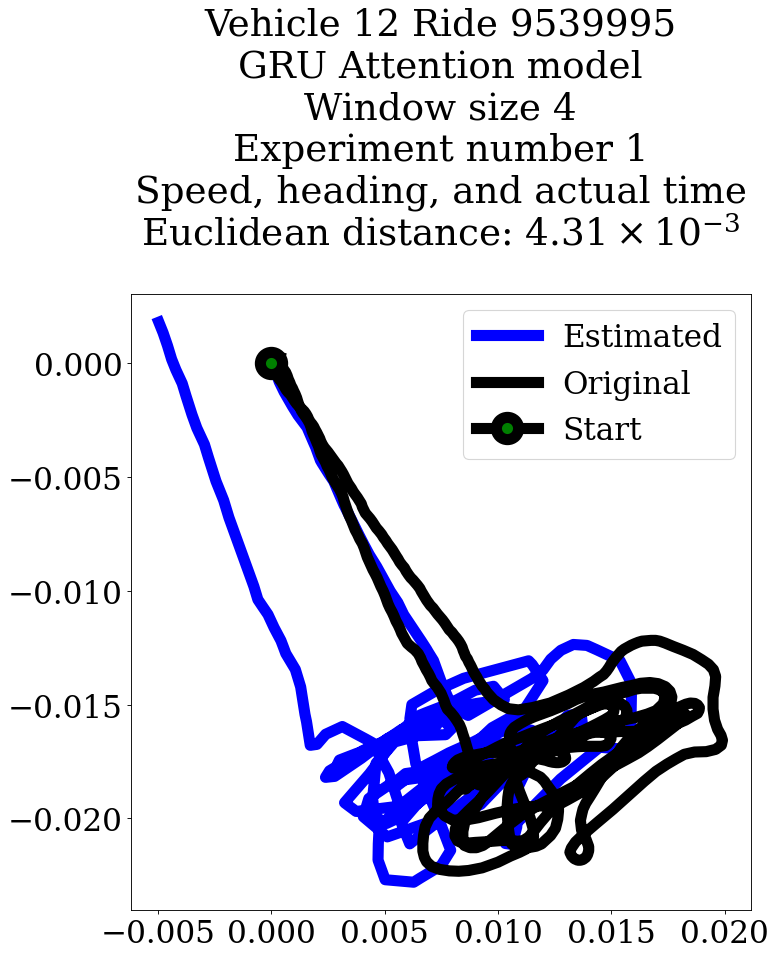 Vehicle 12 Ride 9539995
GRU Attention model
Window size 4
Experiment number 1
Speed, heading, and actual time
Euclidean distance: 4.31 × 10⁻³
Estimated
Original
Start
0.000
−0.005
−0.010
−0.015
−0.020
−0.005 0.000 0.005 0.010 0.015 0.020